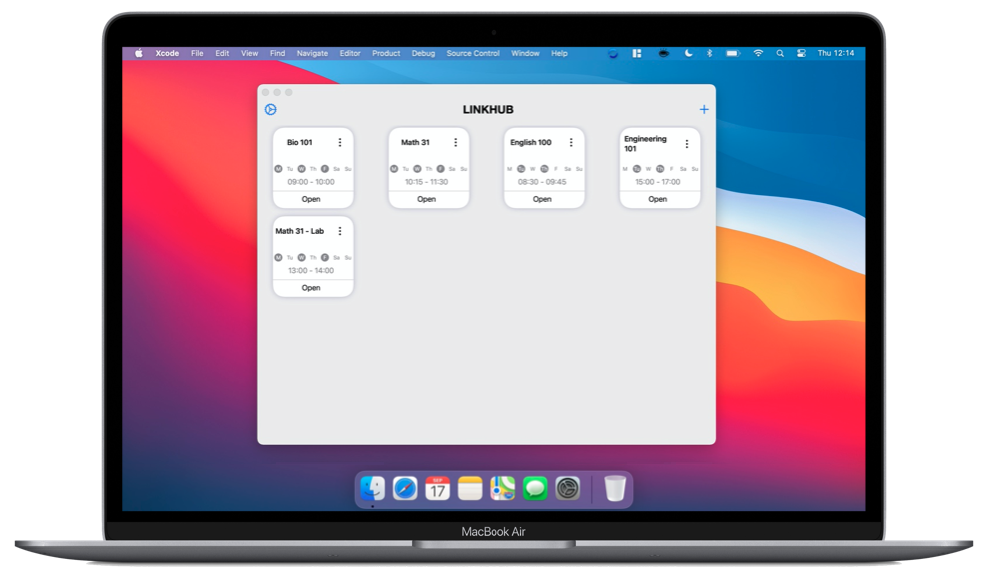 Xcode File Edit View Find Navigate Editor Product Debug Source Control Window Help Thu 12:14
LINKHUB
Bio 101
M Tu W Th F Sa Su
09:00 - 10:00
Open
Math 31
M Tu W Th F Sa Su
10:15 - 11:30
Open
English 100
M Tu W Th F Sa Su
08:30 - 09:45
Open
Engineering
101
M Tu W Th F Sa Su
15:00 - 17:00
Open
Math 31 - Lab
M Tu W Th F Sa Su
13:00 - 14:00
Open
SEP
17
MacBook Air